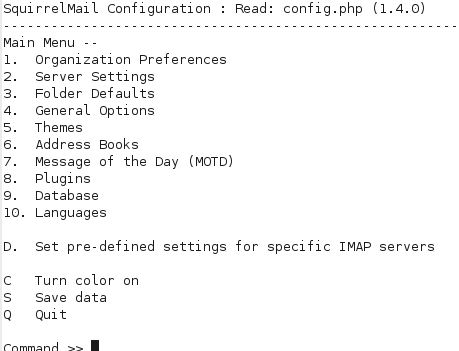 SquirrelMail Configuration : Read: config.php (1.4.0)
---------------------------------------------------------
Main Menu --
1.  Organization Preferences
2.  Server Settings
3.  Folder Defaults
4.  General Options
5.  Themes
6.  Address Books
7.  Message of the Day (MOTD)
8.  Plugins
9.  Database
10. Languages

D.  Set pre-defined settings for specific IMAP servers

C   Turn color on
S   Save data
Q   Quit

Command >>